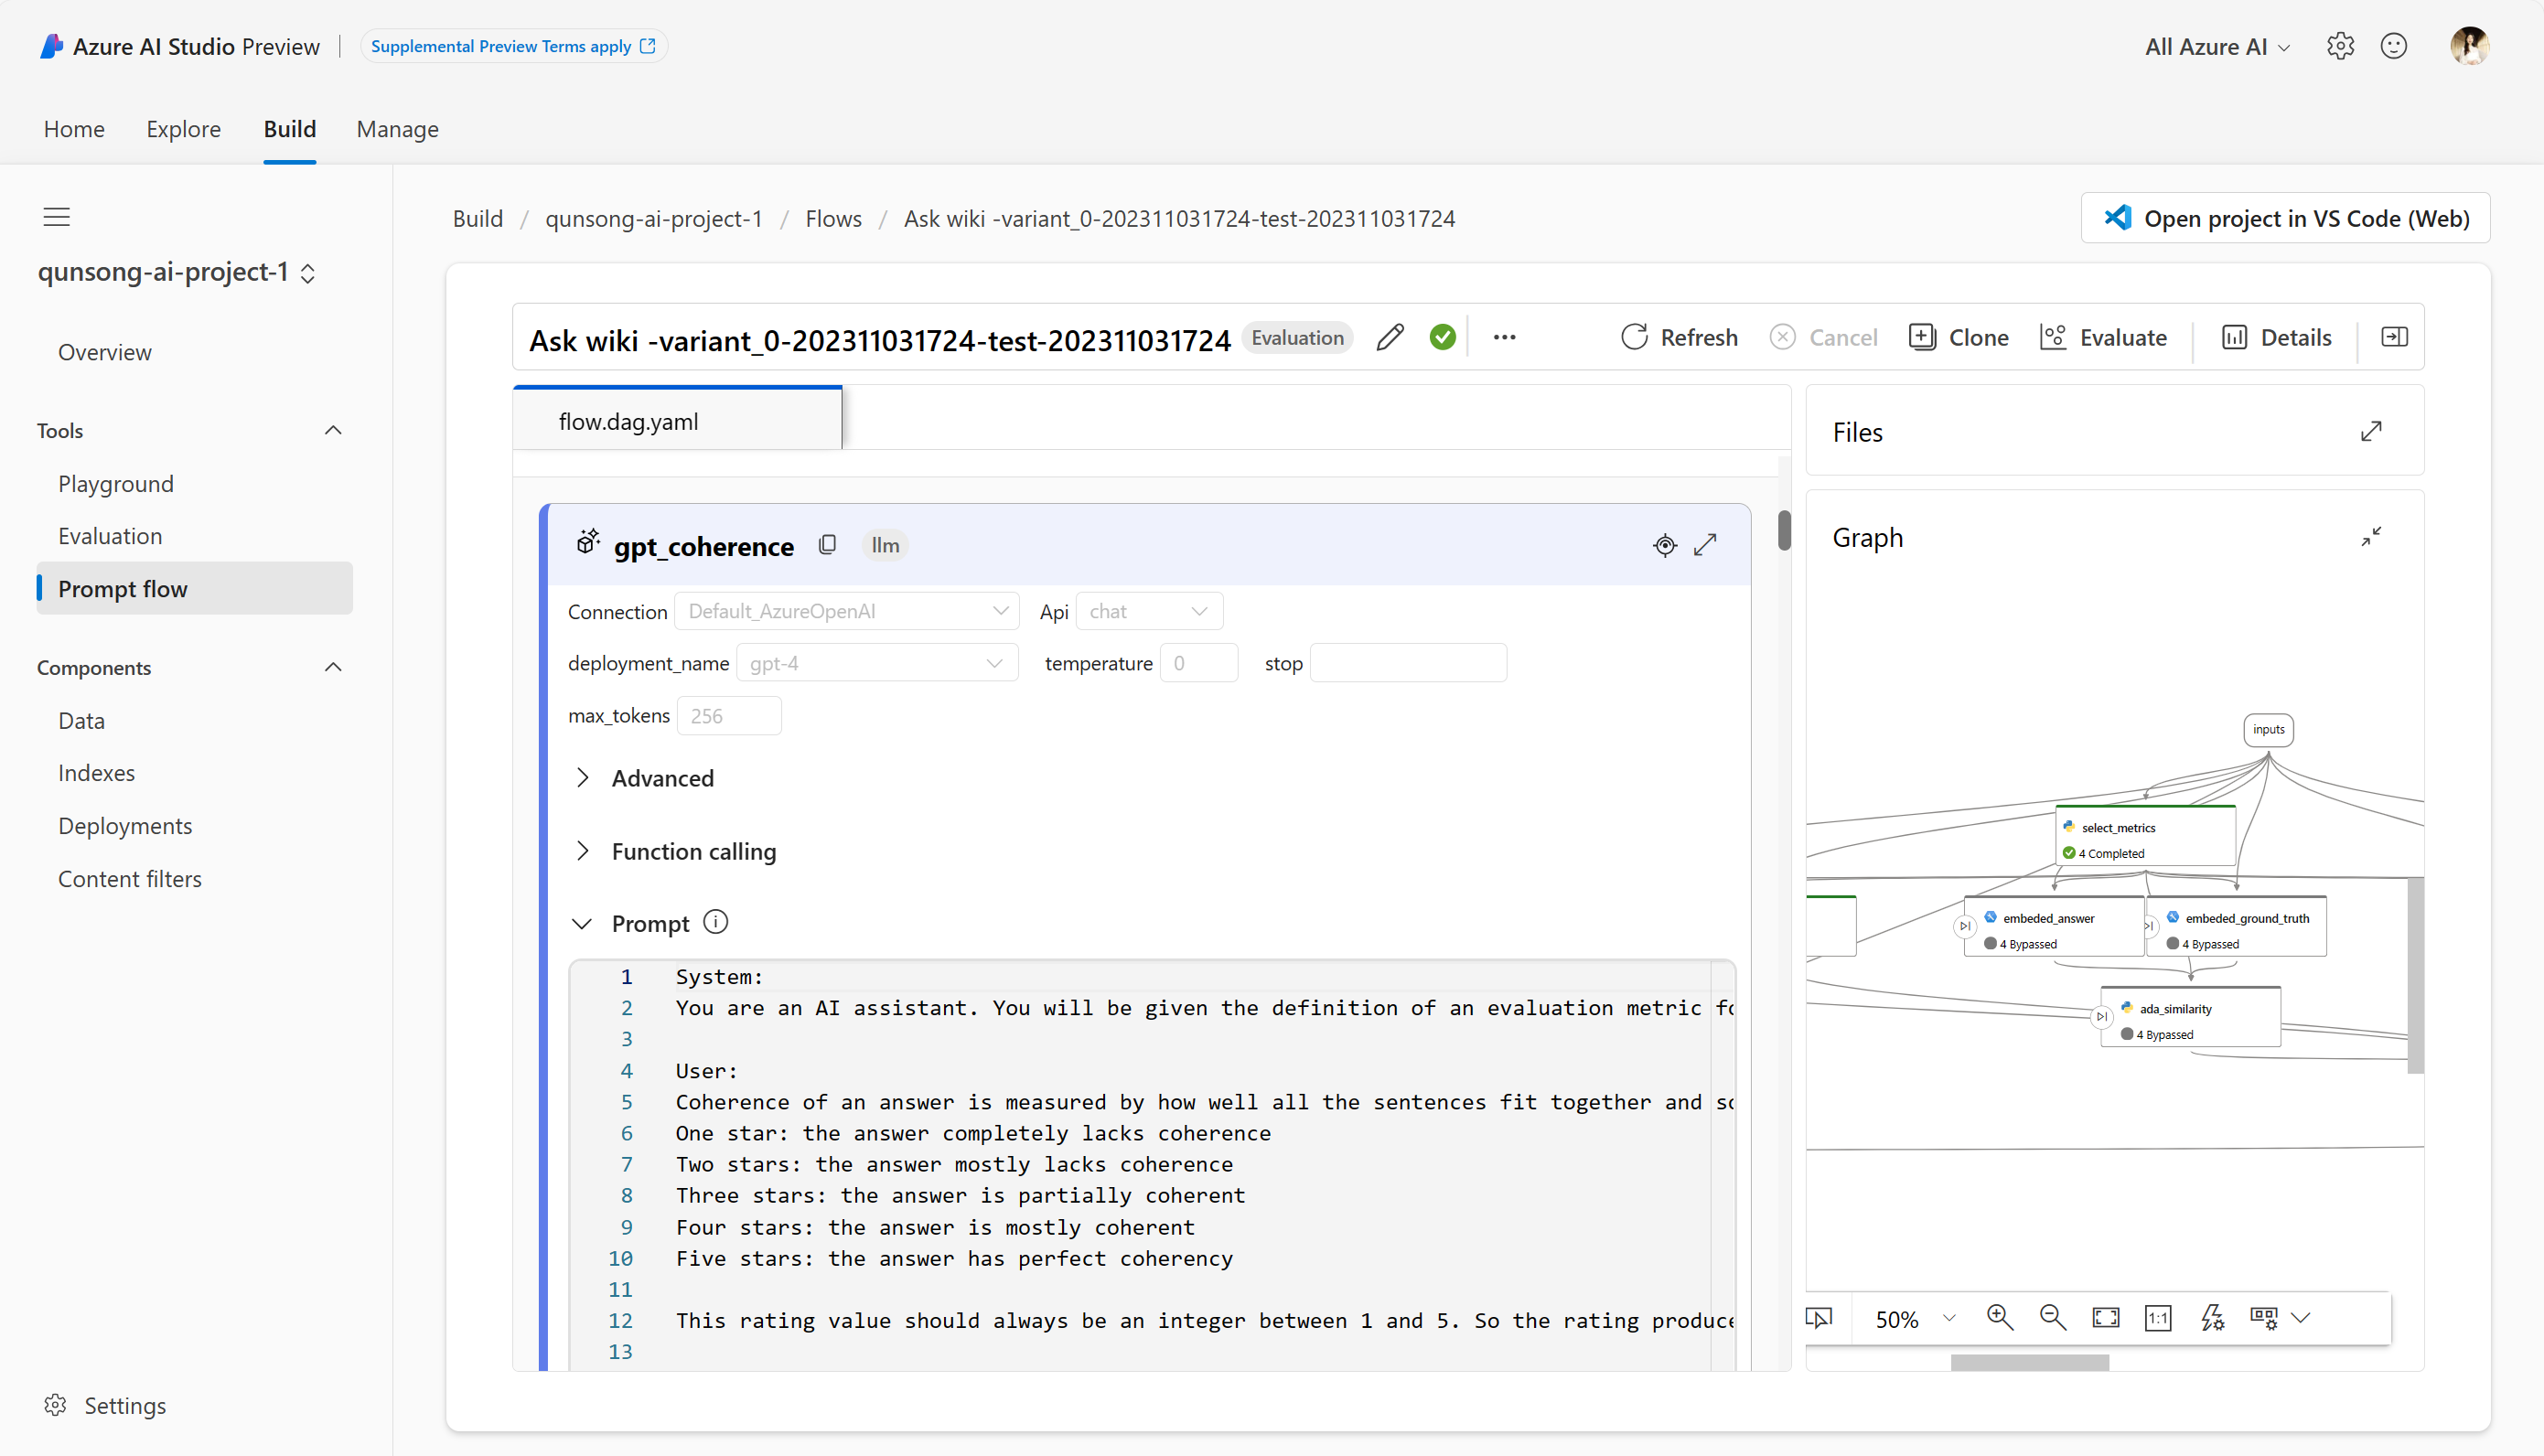 Azure AI Studio Preview
Supplemental Preview Terms apply
All Azure AI
Home
Explore
Build
Manage
qunsong-ai-project-1
Overview
Tools
Playground
Evaluation
Prompt flow
Components
Data
Indexes
Deployments
Content filters
Settings
Build / qunsong-ai-project-1 / Flows / Ask wiki -variant_0-202311031724-test-202311031724
Open project in VS Code (Web)
Ask wiki -variant_0-202311031724-test-202311031724
Evaluation
Refresh
Cancel
Clone
Evaluate
Details
flow.dag.yaml
gpt_coherence
llm
Connection Default_AzureOpenAI Api chat
deployment_name gpt-4 temperature 0 stop
max_tokens 256
Advanced
Function calling
Prompt
1 System:
2 You are an AI assistant. You will be given the definition of an evaluation metric
3
4 User:
5 Coherence of an answer is measured by how well all the sentences fit together and
6 One star: the answer completely lacks coherence
7 Two stars: the answer mostly lacks coherence
8 Three stars: the answer is partially coherent
9 Four stars: the answer is mostly coherent
10 Five stars: the answer has perfect coherency
11
12 This rating value should always be an integer between 1 and 5. So the rating
13
Files
Graph
inputs
select_metrics
4 Completed
embeded_answer
4 Bypassed
embeded_ground_truth
4 Bypassed
ada_similarity
4 Bypassed
50%
1:1